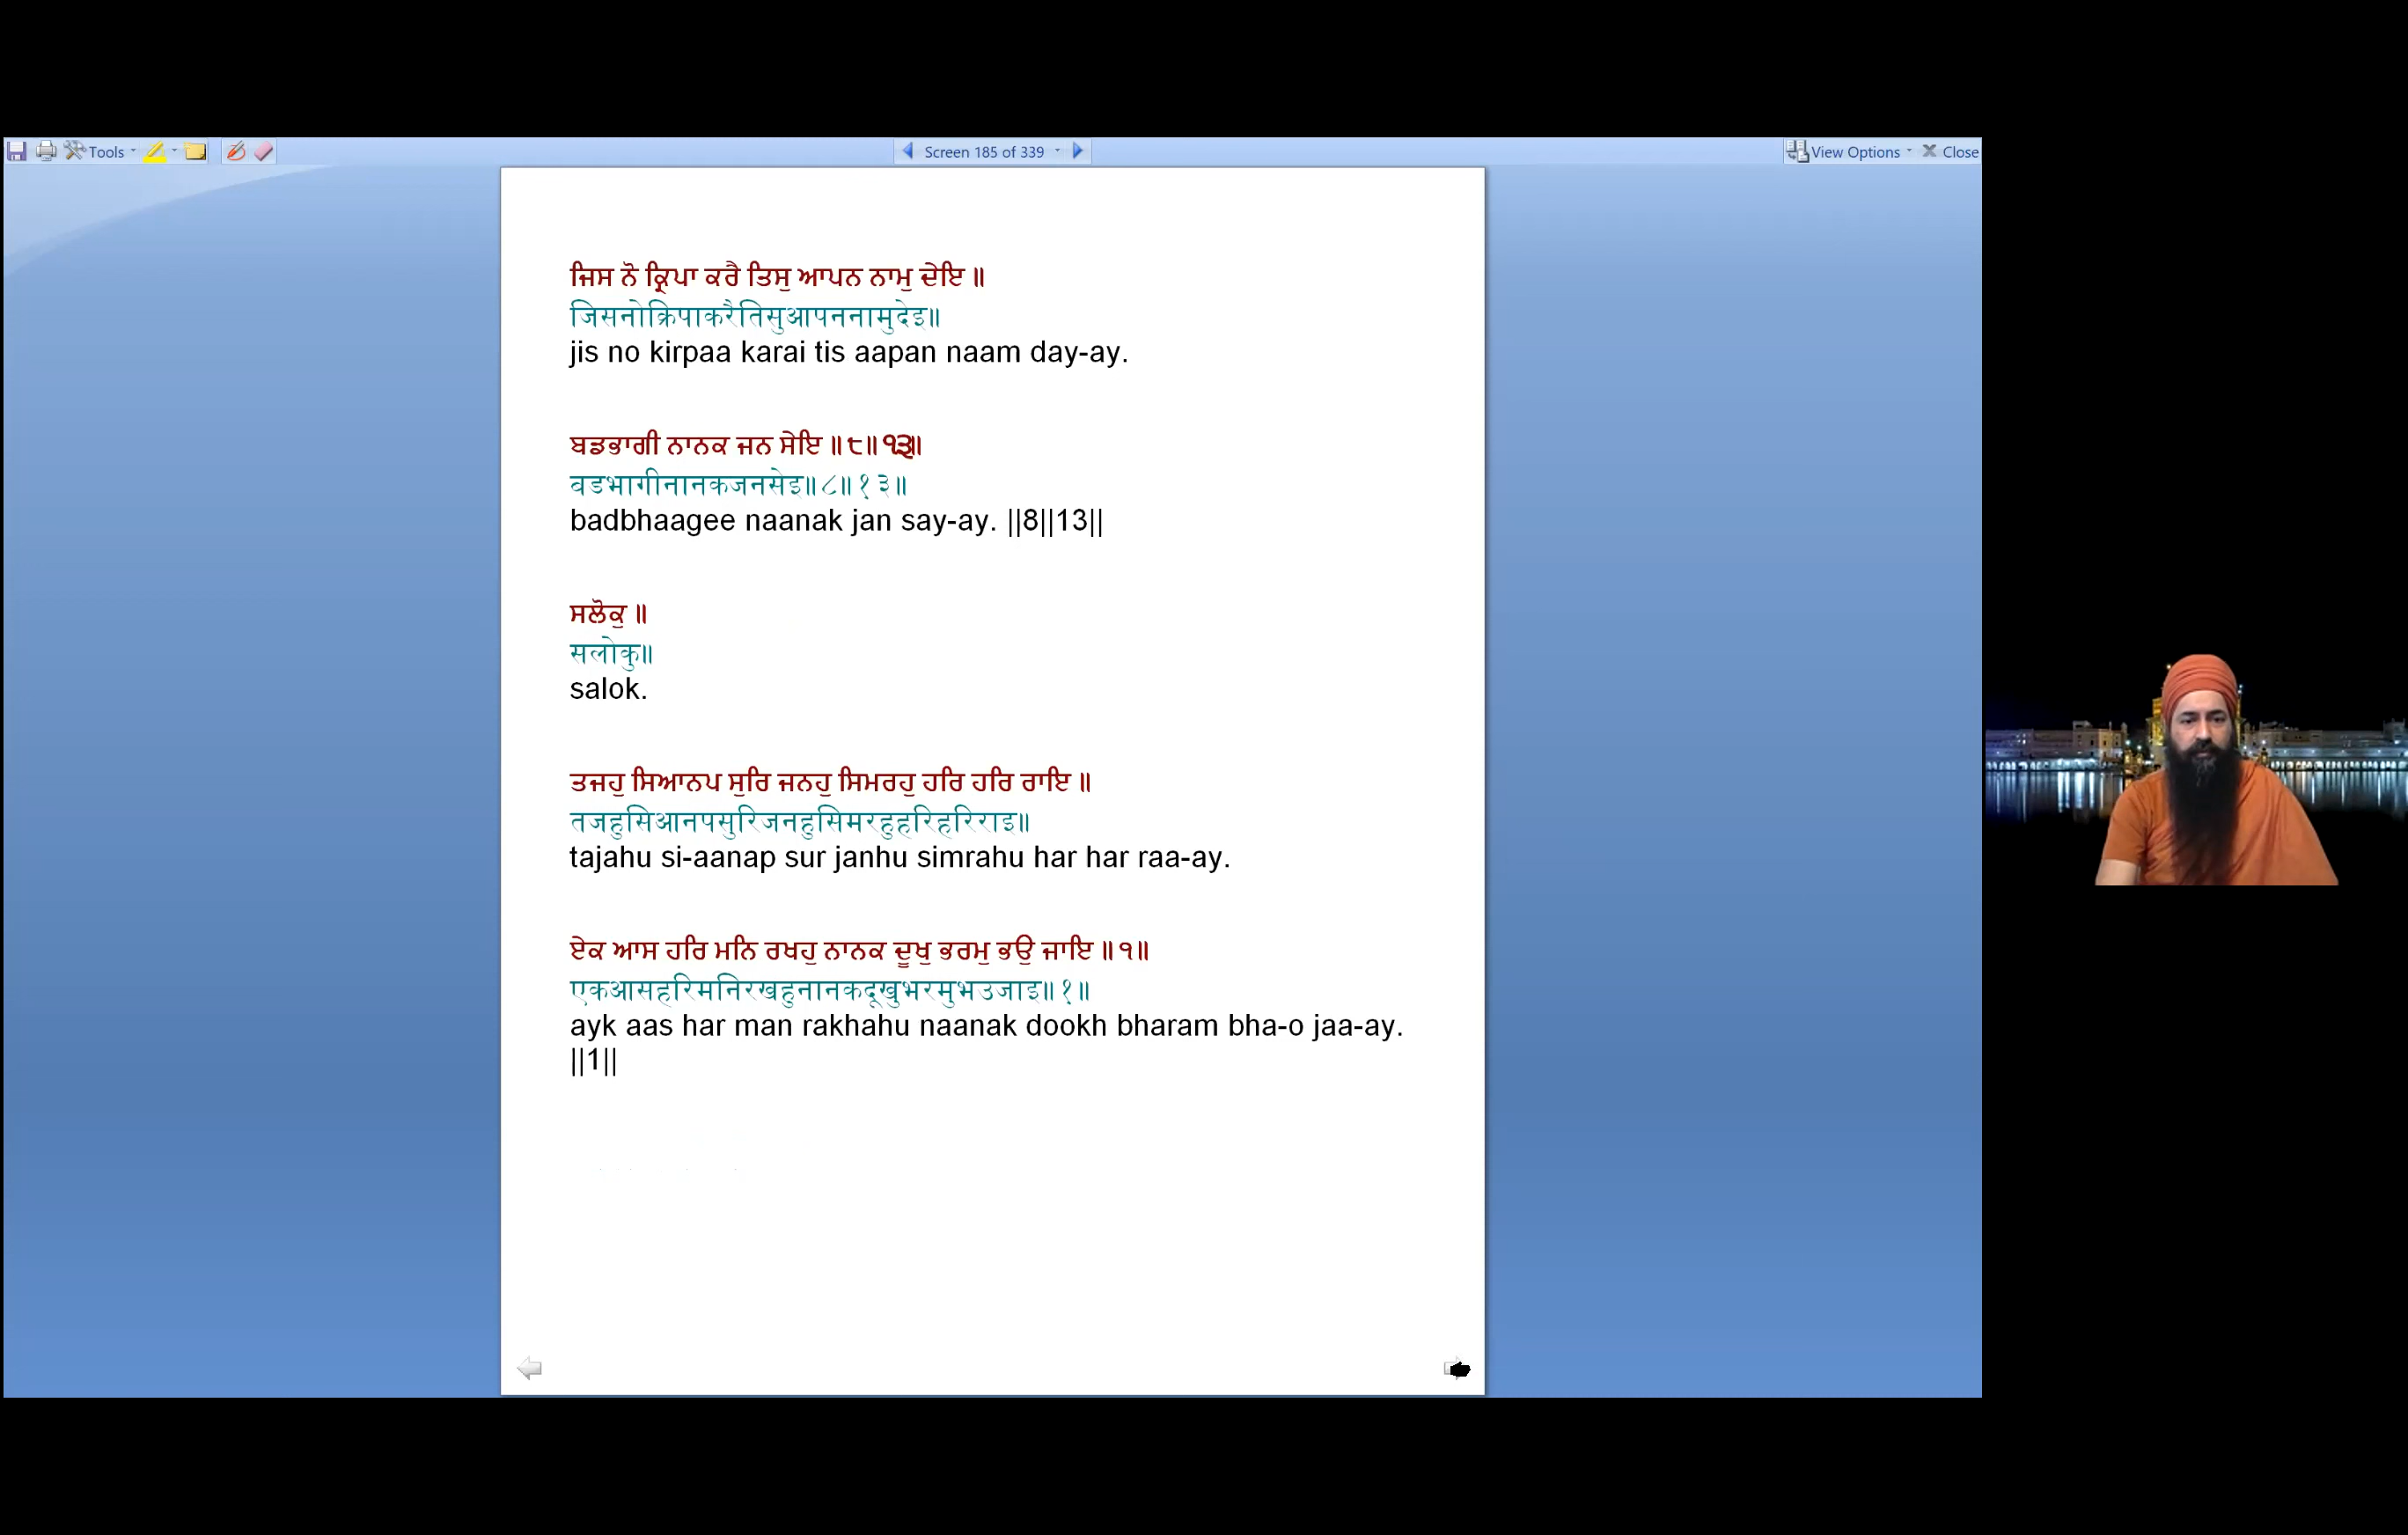 Tools
Screen 185 of 339
View Options
Close
ਜਿਸ ਨੋ ਕ੍ਰਿਪਾ ਕਰੈ ਤਿਸੁ ਆਪਨ ਨਾਮੁ ਦੇਇ ॥
जिसनोक्रिपाकरैतिसुआपननामुदेइ॥
jis no kirpaa karai tis aapan naam day-ay.
ਬਡਭਾਗੀ ਨਾਨਕ ਜਨ ਸੇਇ ॥੮॥੧੩॥
वडभागीनानकजनसेइ॥८॥१३॥
badbhaagee naanak jan say-ay. ||8||13||
ਸਲੋਕੁ ॥
सलोकु॥
salok.
ਤਜਹੁ ਸਿਆਨਪ ਸੁਰਿ ਜਨਹੁ ਸਿਮਰਹੁ ਹਰਿ ਹਰਿ ਰਾਇ ॥
तजहुसिआनपसुरिजनहुसिमरहुहरिहरिराइ॥
tajahu si-aanap sur janhu simrahu har har raa-ay.
ਏਕ ਆਸ ਹਰਿ ਮਨਿ ਰਖਹੁ ਨਾਨਕ ਦੂਖੁ ਭਰਮੁ ਭਉ ਜਾਇ ॥੧॥
एकआसहरिमनिरखहुनानकदूखुभरमुभउजाइ॥१॥
ayk aas har man rakhahu naanak dookh bharam bha-o jaa-ay.
||1||